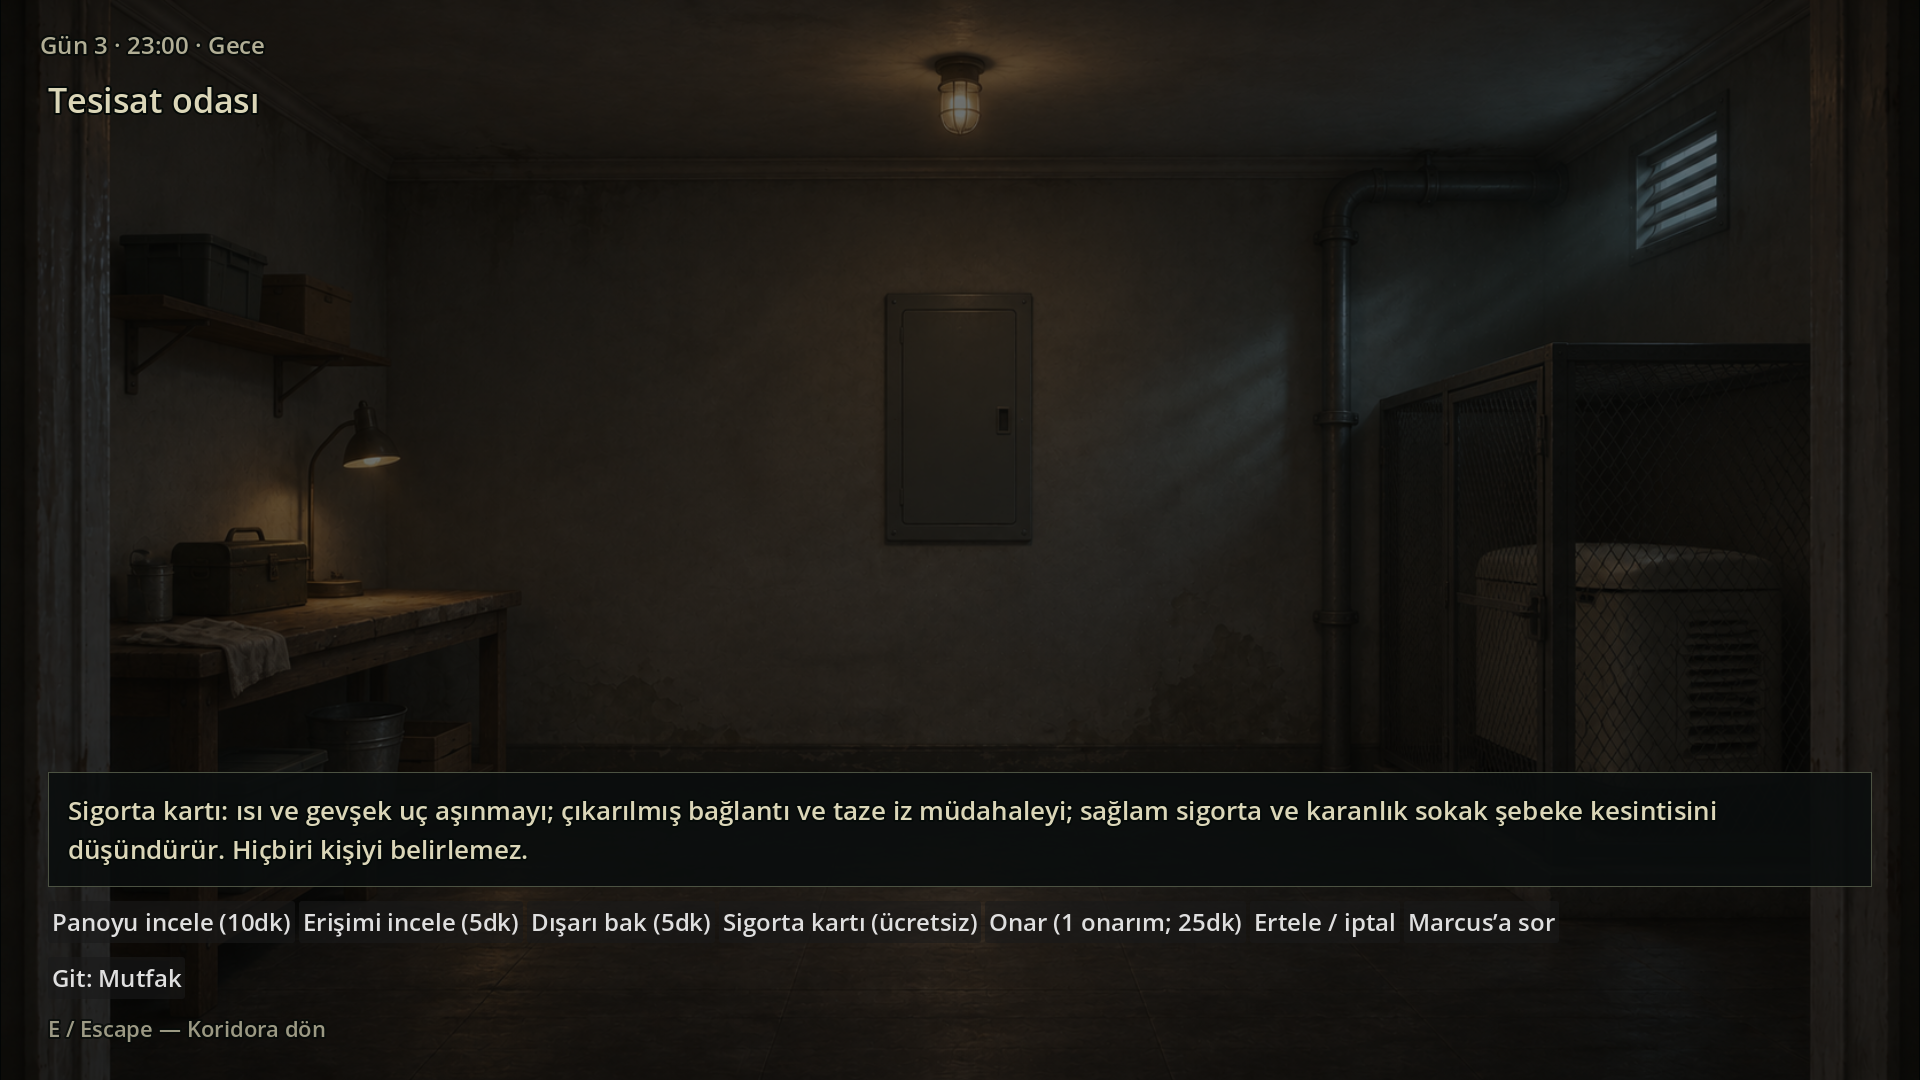 Gün 3 · 23:00 · Gece
Tesisat odası
Sigorta kartı: ısı ve gevşek uç aşınmayı; çıkarılmış bağlantı ve taze iz müdahaleyi; sağlam sigorta ve karanlık sokak şebeke kesintisini
düşündürür. Hiçbiri kişiyi belirlemez.
Panoyu incele (10dk) Erişimi incele (5dk) Dışarı bak (5dk) Sigorta kartı (ücretsiz) Onar (1 onarım; 25dk) Ertele / iptal Marcus’a sor
Git: Mutfak
E / Escape — Koridora dön